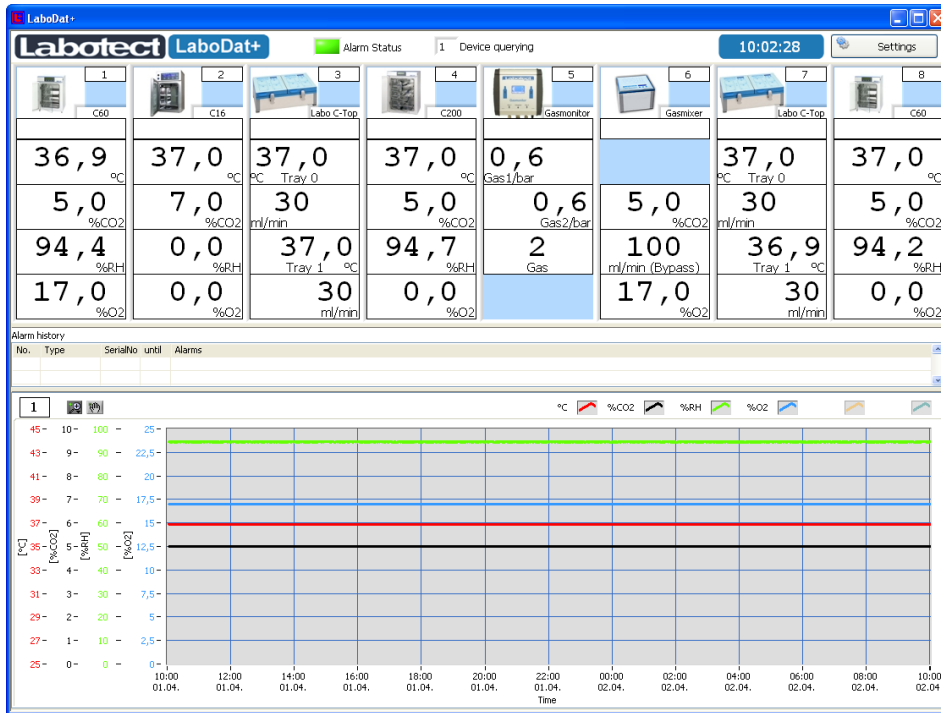 LaboDat+
Labotect LaboDat+ Alarm Status 1 Device querying 10:02:28 Settings
1 2 3 4 5 6 7 8
C60 C16 Labo C-Top C200 Gasmonitor Gasmixer Labo C-Top C60
36,9 37,0 37,0 37,0 0,6 37,0 37,0
ºC ºC ºC Tray 0 ºC Gas1/bar ºC Tray 0 ºC
5,0 7,0 30 5,0 0,6 5,0 30 5,0
%CO2 %CO2 ml/min %CO2 Gas2/bar %CO2 ml/min %CO2
94,4 0,0 37,0 94,7 2 100 36,9 94,2
%RH %RH Tray 1 ºC %RH Gas ml/min (Bypass) Tray 1 ºC %RH
17,0 0,0 30 0,0 17,0 30 0,0
%O2 %O2 ml/min %O2 %O2 ml/min %O2
Alarm history
No. Type SerialNo until Alarms
1 °C %CO2 %RH %O2
45- 10- 100 - 25-
43- 9- 90 - 22,5-
41- 8- 80 - 20-
39- 7- 70 - 17,5-
37- 6- 60 - 15-
[°C] 35- [%CO2] 5- [%RH] 50 - [%O2] 12,5-
33- 4- 40 - 10-
31- 3- 30 - 7,5-
29- 2- 20 - 5-
27- 1- 10 - 2,5-
25- 0- 0 - 0-
10:00 12:00 14:00 16:00 18:00 20:00 22:00 00:00 02:00 04:00 06:00 08:00 10:00
01.04. 01.04. 01.04. 01.04. 01.04. 01.04. 01.04. 02.04. 02.04. 02.04. 02.04. 02.04. 02.04
Time